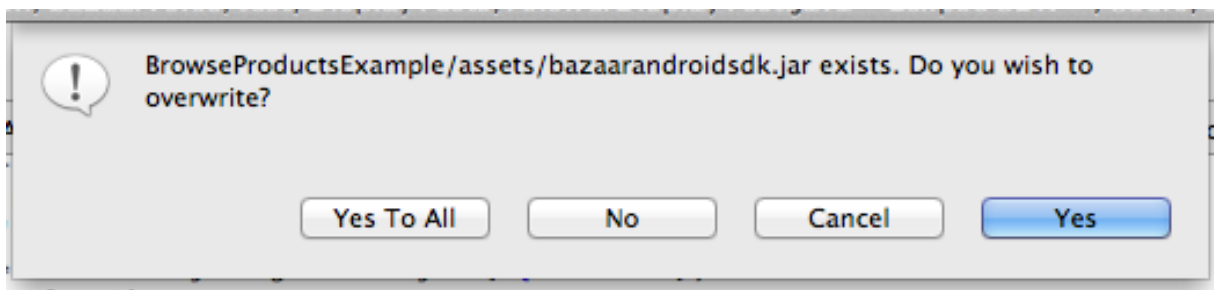 BrowseProductsExample/assets/bazaarandroidsdk.jar exists. Do you wish to
overwrite?
Yes To All
No
Cancel
Yes